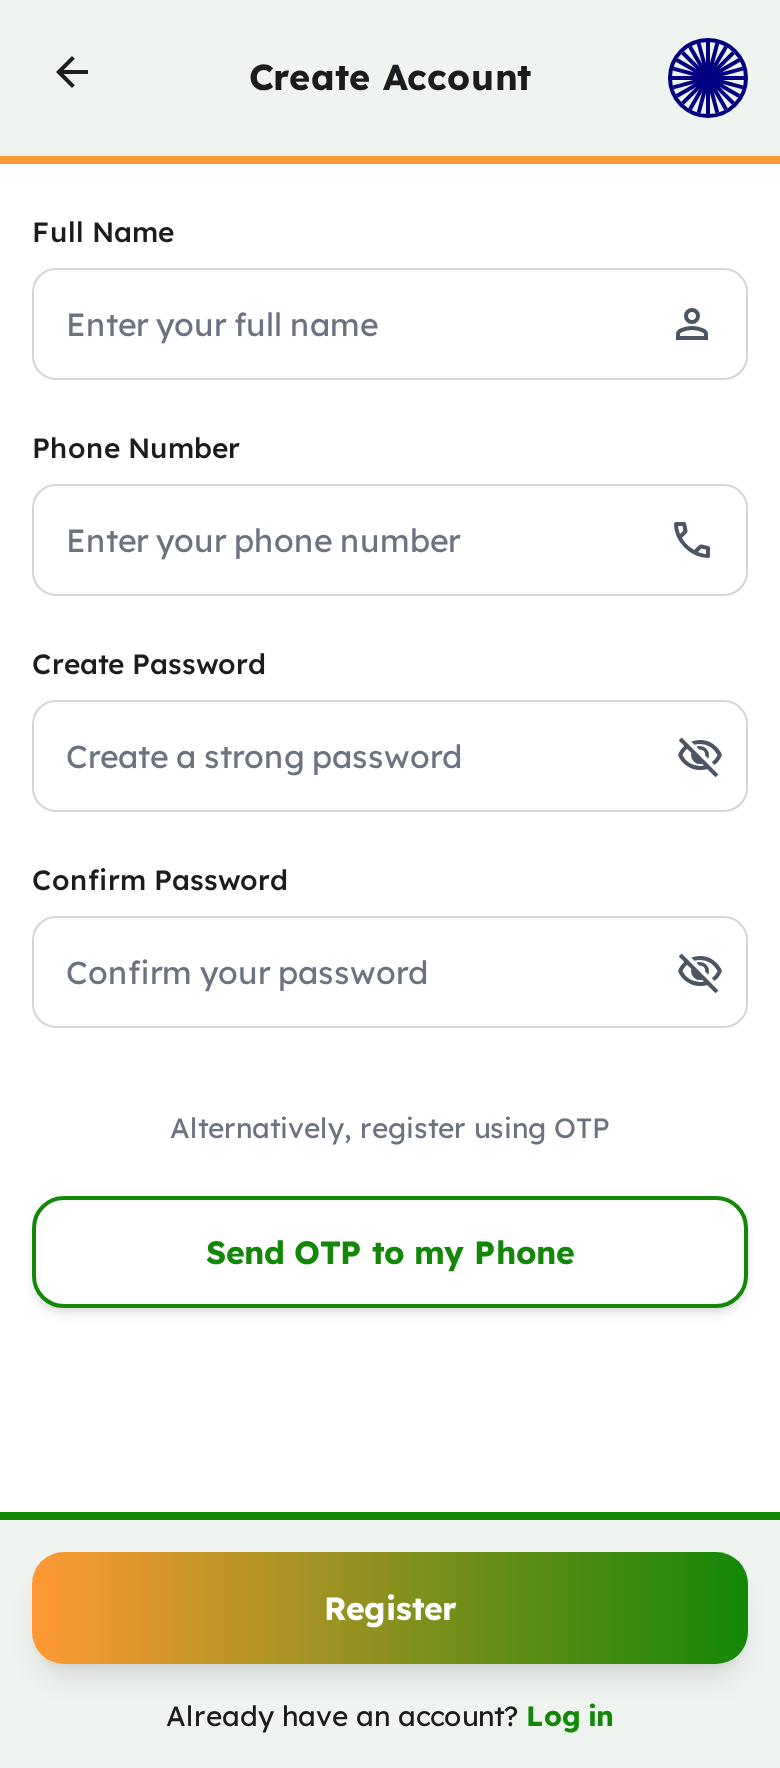 Create Account
Full Name
Enter your full name
Phone Number
Enter your phone number
Create Password
Create a strong password
Confirm Password
Confirm your password
Alternatively, register using OTP
Send OTP to my Phone
Register
Already have an account? Log in